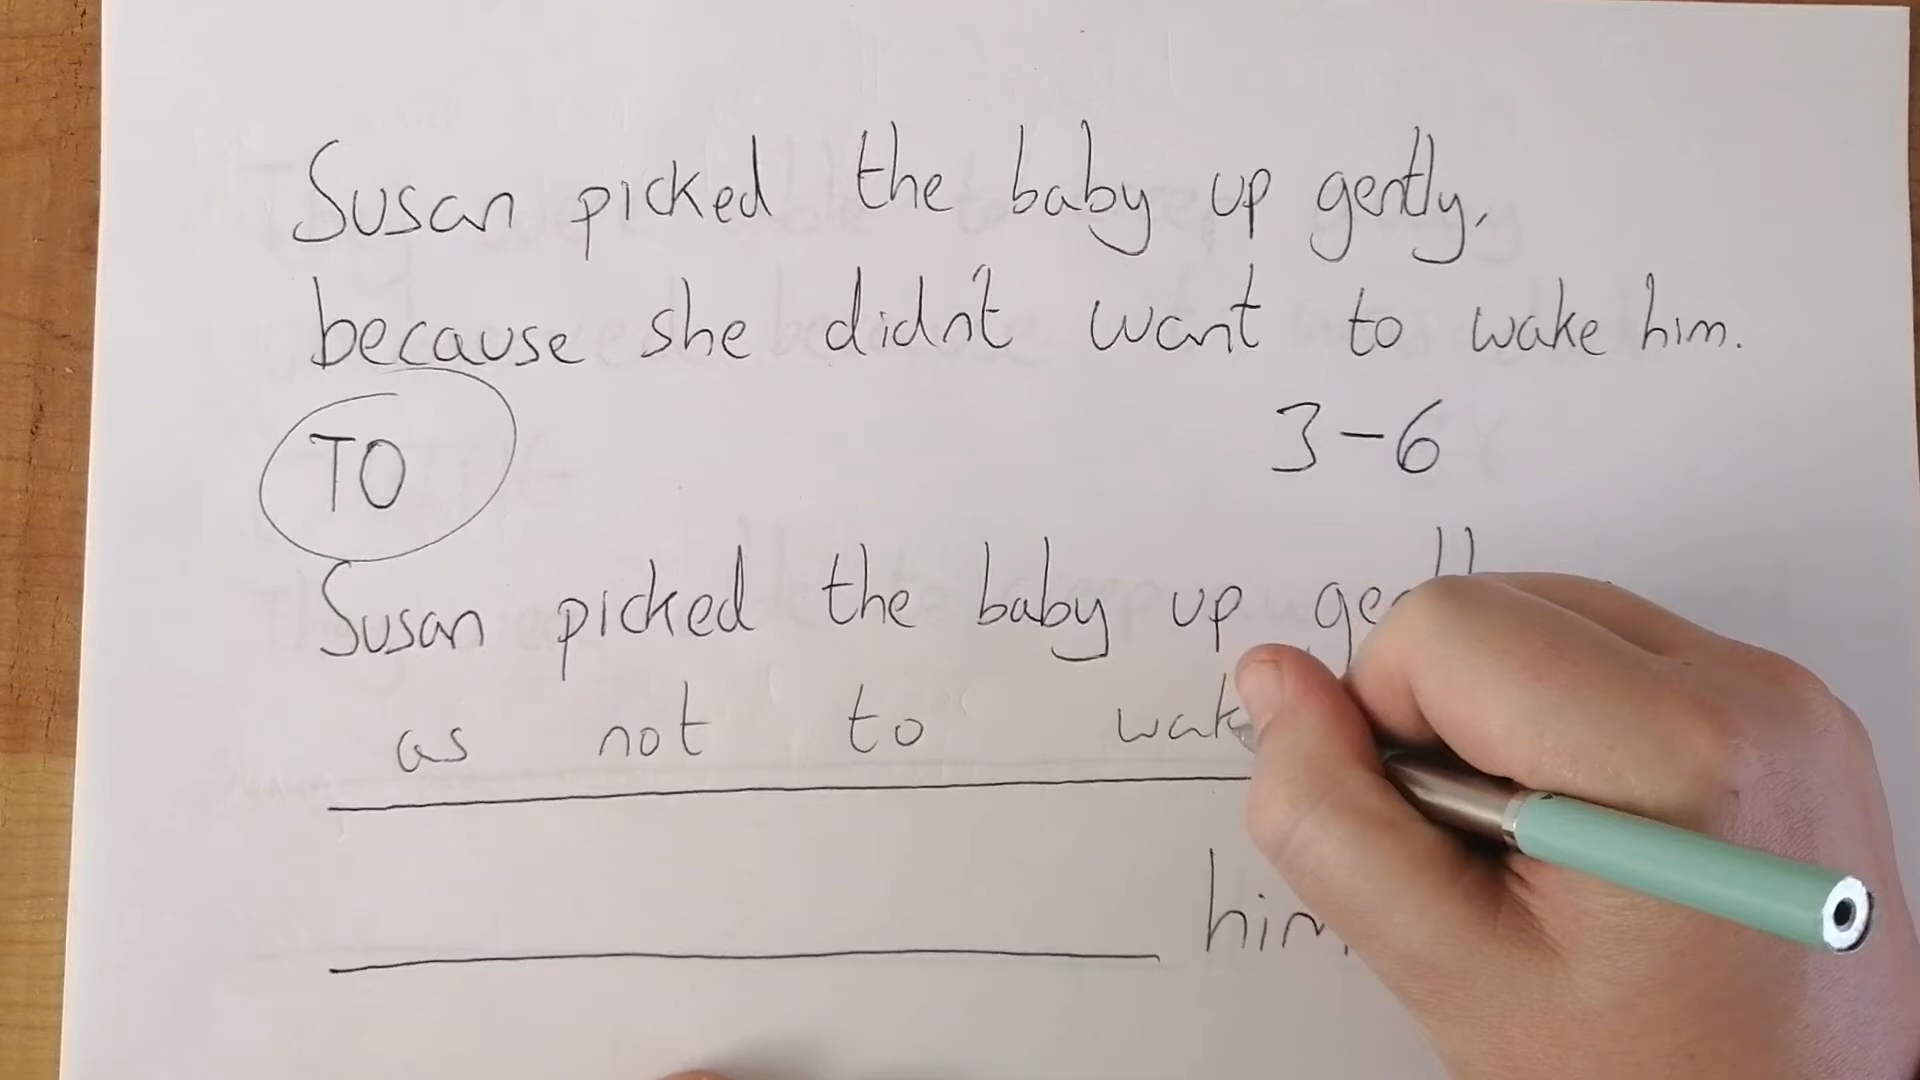 Susan picked the baby up gently,
because she didn't want to wake him.
TO
3-6
Susan picked the baby up
as not to
him